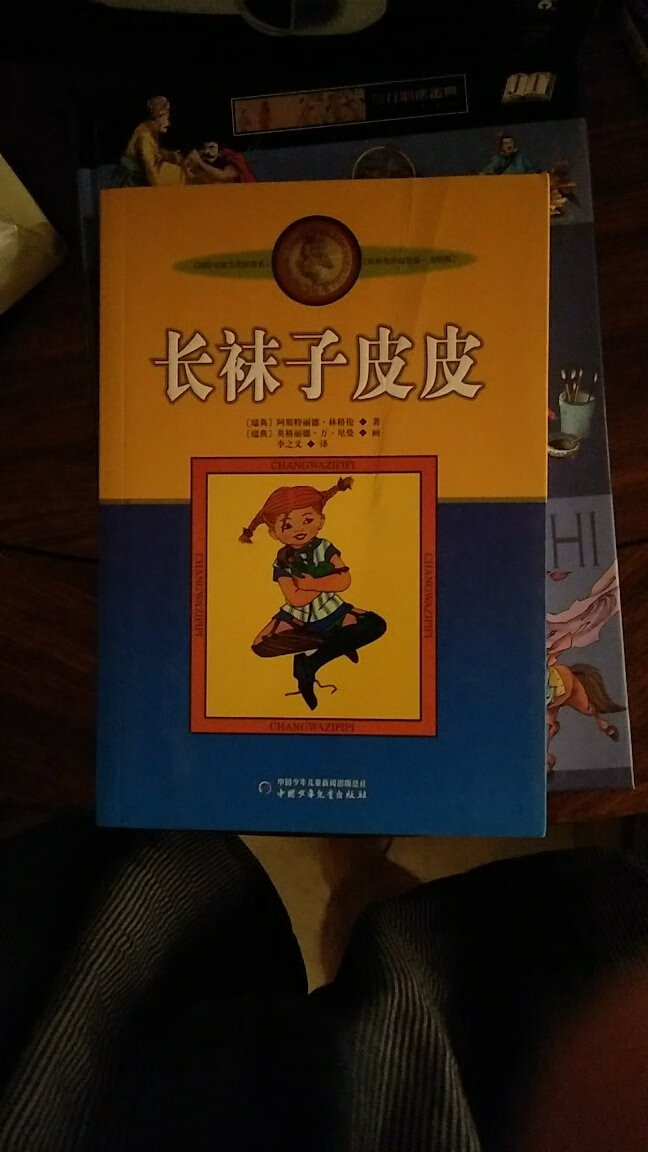 长袜子皮皮
［瑞典］阿斯特丽德·林格伦◆著
［瑞典］英格丽德·万·尼曼◆画
李之义◆译
CHANGWAZIPIPI
CHANGWAZIPIPI
CHANGWAZIPIPI
CHANGWAZIPIPI
中国少年儿童新闻出版总社
中国少年儿童出版社
HI